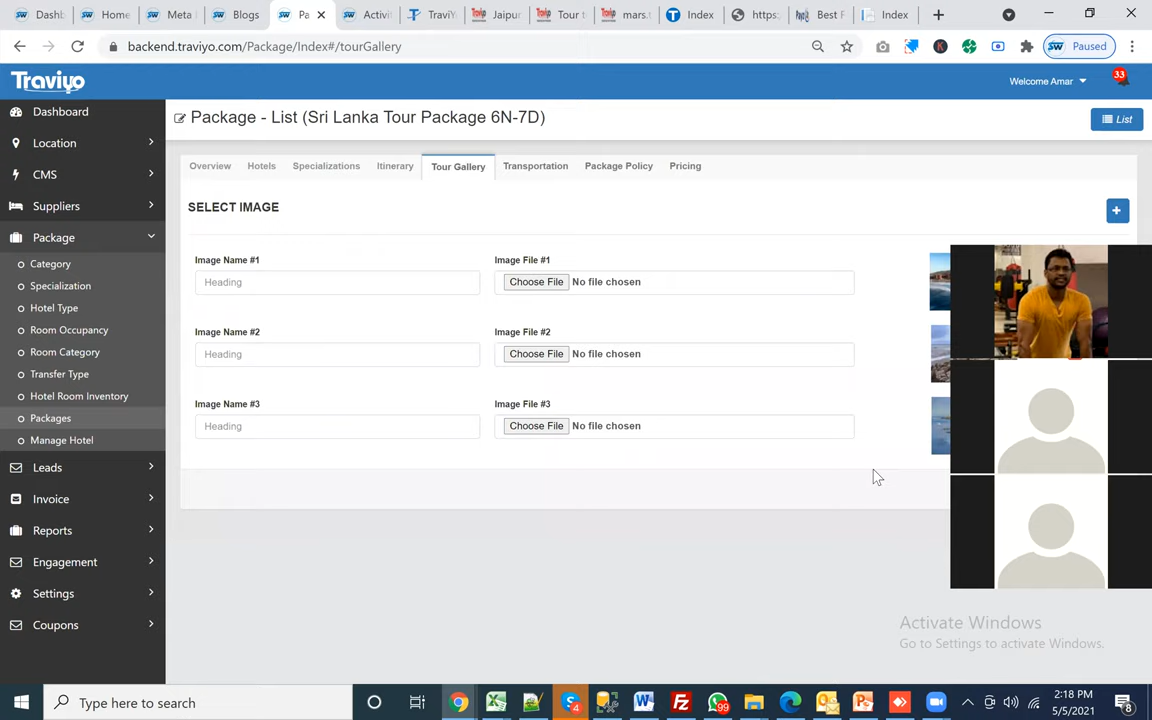 Dashb
Home
Meta
Blogs
Pa
Activi
TraviY
Jaipur
Tour t
mars.t
Index
https:
Best F
Index
backend.traviyo.com/Package/Index#/tourGallery
Paused
Traviyo
Welcome Amar
33
Dashboard
Location
CMS
Suppliers
Package
Category
Specialization
Hotel Type
Room Occupancy
Room Category
Transfer Type
Hotel Room Inventory
Packages
Manage Hotel
Leads
Invoice
Reports
Engagement
Settings
Coupons
Package - List (Sri Lanka Tour Package 6N-7D)
List
Overview Hotels Specializations Itinerary Tour Gallery Transportation Package Policy Pricing
SELECT IMAGE
Image Name #1 Image File #1
Heading Choose File No file chosen
Image Name #2 Image File #2
Heading Choose File No file chosen
Image Name #3 Image File #3
Heading Choose File No file chosen
Activate Windows
Go to Settings to activate Windows.
Type here to search
4
99
2:18 PM
5/5/2021
8